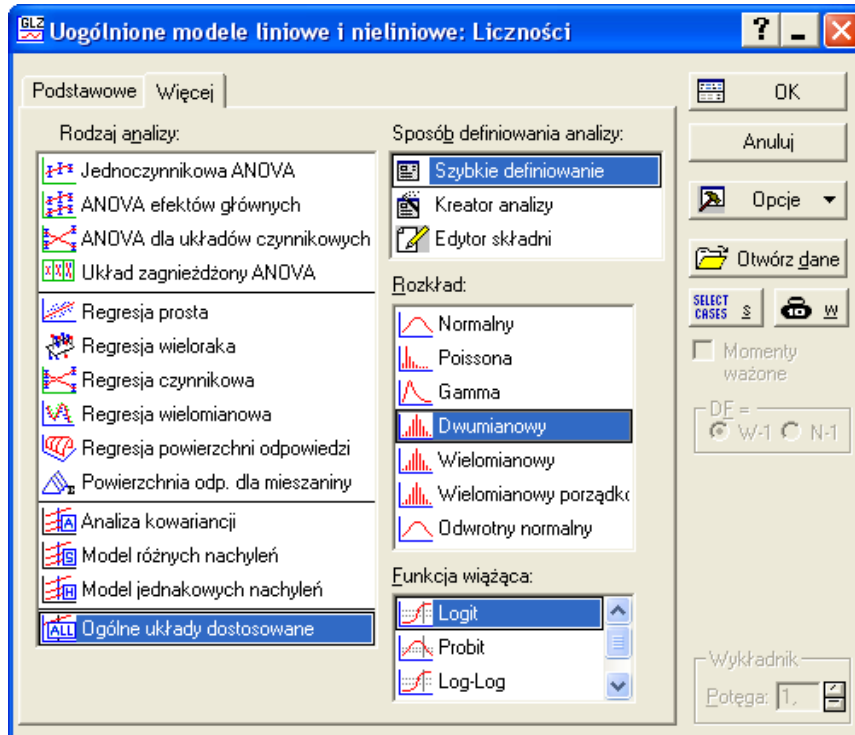 GLZ Uogólnione modele liniowe i nieliniowe: Liczności
Podstawowe Więcej
Rodzaj analizy:
Jednoczynnikowa ANOVA
ANOVA efektów głównych
ANOVA dla układów czynnikowych
Układ zagnieżdżony ANOVA
Regresja prosta
Regresja wieloraka
Regresja czynnikowa
Regresja wielomianowa
Regresja powierzchni odpowiedzi
Powierzchnia odp. dla mieszaniny
Analiza kowariancji
Model różnych nachyleń
Model jednakowych nachyleń
ALL Ogólne układy dostosowane
Sposób definiowania analizy:
Szybkie definiowanie
Kreator analizy
Edytor składni
Rozkład:
Normalny
Poissona
Gamma
Dwumianowy
Wielomianowy
Wielomianowy porządko
Odwrotny normalny
Funkcja wiążąca:
Logit
Probit
Log-Log
OK
Anuluj
Opcje
Otwórz dane
SELECT CASES S W
Momenty
ważone
DF =
W-1 N-1
Wykładnik
Potęga: 1,